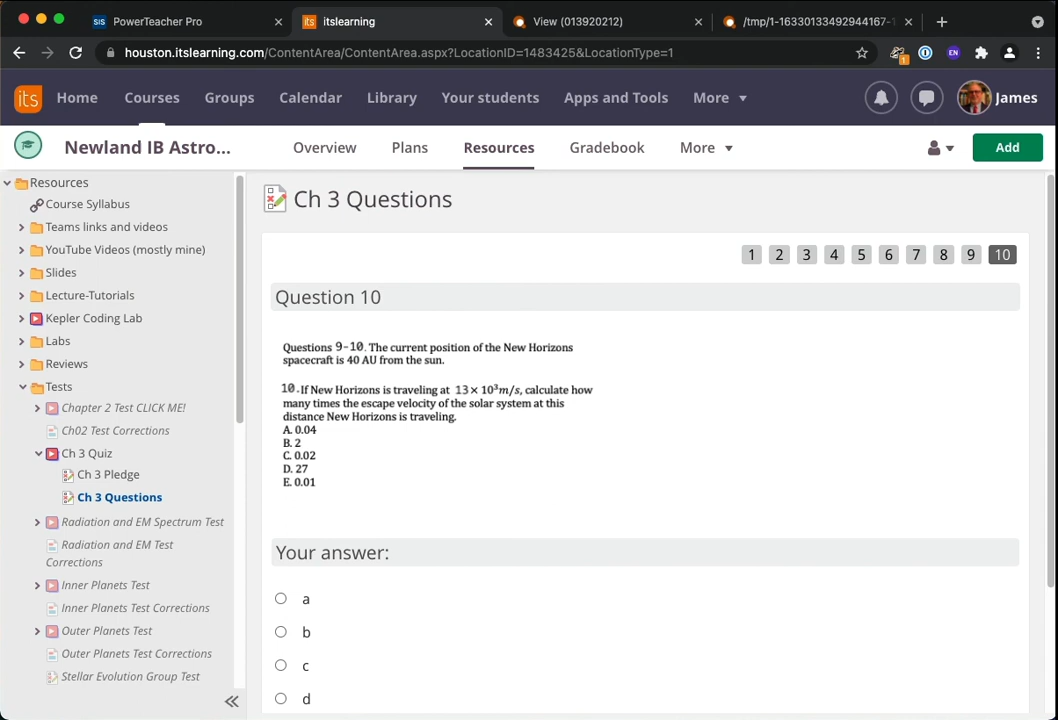 SIS PowerTeacher Pro
its itslearning
View (013920212)
/tmp/1-16330133492944167-1
houston.itslearning.com/ContentArea/ContentArea.aspx?LocationID=1483425&LocationType=1
1
EN
its Home Courses Groups Calendar Library Your students Apps and Tools More James
Newland IB Astro... Overview Plans Resources Gradebook More Add
Resources
Course Syllabus
Teams links and videos
YouTube Videos (mostly mine)
Slides
Lecture-Tutorials
Kepler Coding Lab
Labs
Reviews
Tests
Chapter 2 Test CLICK ME!
Ch02 Test Corrections
Ch 3 Quiz
Ch 3 Pledge
Ch 3 Questions
Radiation and EM Spectrum Test
Radiation and EM Test
Corrections
Inner Planets Test
Inner Planets Test Corrections
Outer Planets Test
Outer Planets Test Corrections
Stellar Evolution Group Test
Ch 3 Questions
1 2 3 4 5 6 7 8 9 10
Question 10
Questions 9-10. The current position of the New Horizons
spacecraft is 40 AU from the sun.
10. If New Horizons is traveling at 13 × 10³m/s, calculate how
many times the escape velocity of the solar system at this
distance New Horizons is traveling.
A. 0.04
B. 2
C. 0.02
D. 27
E. 0.01
Your answer:
a
b
c
d